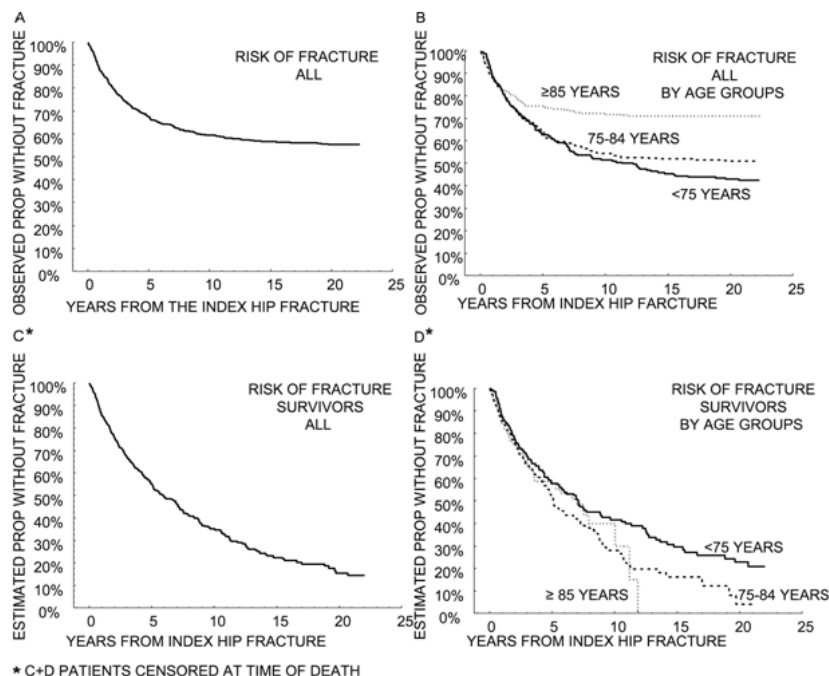 A
OBSERVED PROP WITHOUT FRACTURE
100%
90%
80%
70%
60%
50%
40%
30%
20%
10%
0%
RISK OF FRACTURE
ALL
0 5 10 15 20 25
YEARS FROM THE INDEX HIP FRACTURE
B
OBSERVED PROP WITHOUT FRACTURE
100%
90%
80%
70%
60%
50%
40%
30%
20%
10%
0%
RISK OF FRACTURE
ALL
BY AGE GROUPS
≥85 YEARS
75-84 YEARS
<75 YEARS
0 5 10 15 20 25
YEARS FROM INDEX HIP FARCTURE
C*
ESTIMATED PROP WITHOUT FRACTURE
100%
90%
80%
70%
60%
50%
40%
30%
20%
10%
0%
RISK OF FRACTURE
SURVIVORS
ALL
0 5 10 15 20 25
YEARS FROM INDEX HIP FRACTURE
D*
ESTIMATED PROP WITHOUT FRACTURE
100%
90%
80%
70%
60%
50%
40%
30%
20%
10%
0%
RISK OF FRACTURE
SURVIVORS
BY AGE GROUPS
<75 YEARS
≥ 85 YEARS
75-84 YEARS
0 5 10 15 20 25
YEARS FROM INDEX HIP FRACTURE
* C+D PATIENTS CENSORED AT TIME OF DEATH